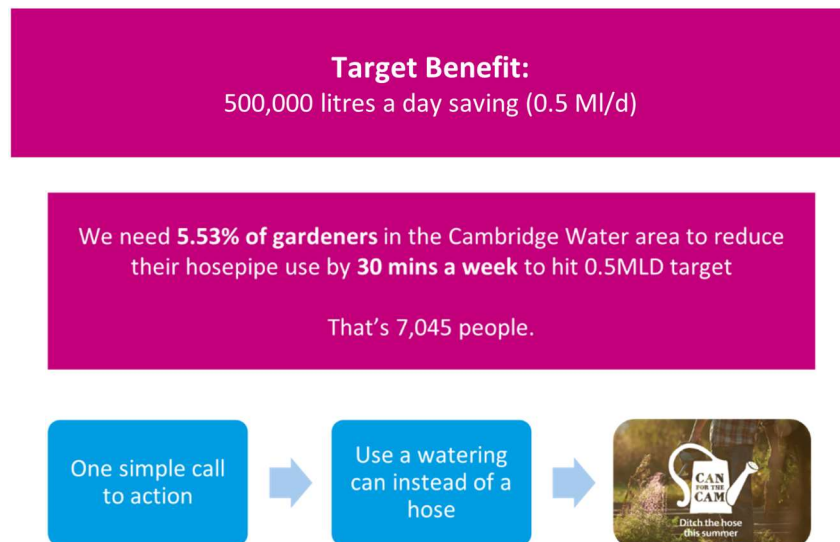 Target Benefit:
500,000 litres a day saving (0.5 Ml/d)
We need 5.53% of gardeners in the Cambridge Water area to reduce
their hosepipe use by 30 mins a week to hit 0.5MLD target
That's 7,045 people.
One simple call
to action
Use a watering
can instead of a
hose
CAN
FOR THE
CAM
Ditch the hose
this summer